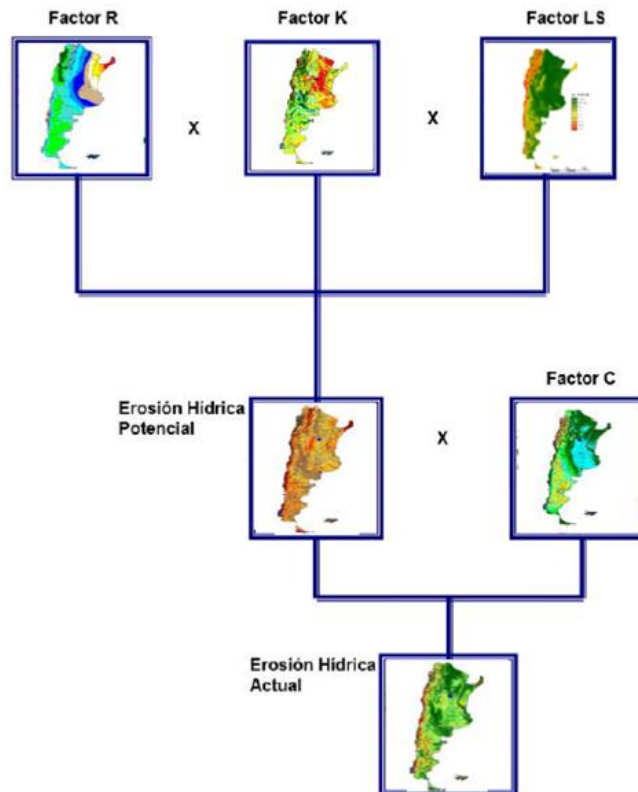 Factor R
Factor K
Factor LS
X
X
Erosión Hídrica
Potencial
X
Factor C
Erosión Hídrica
Actual